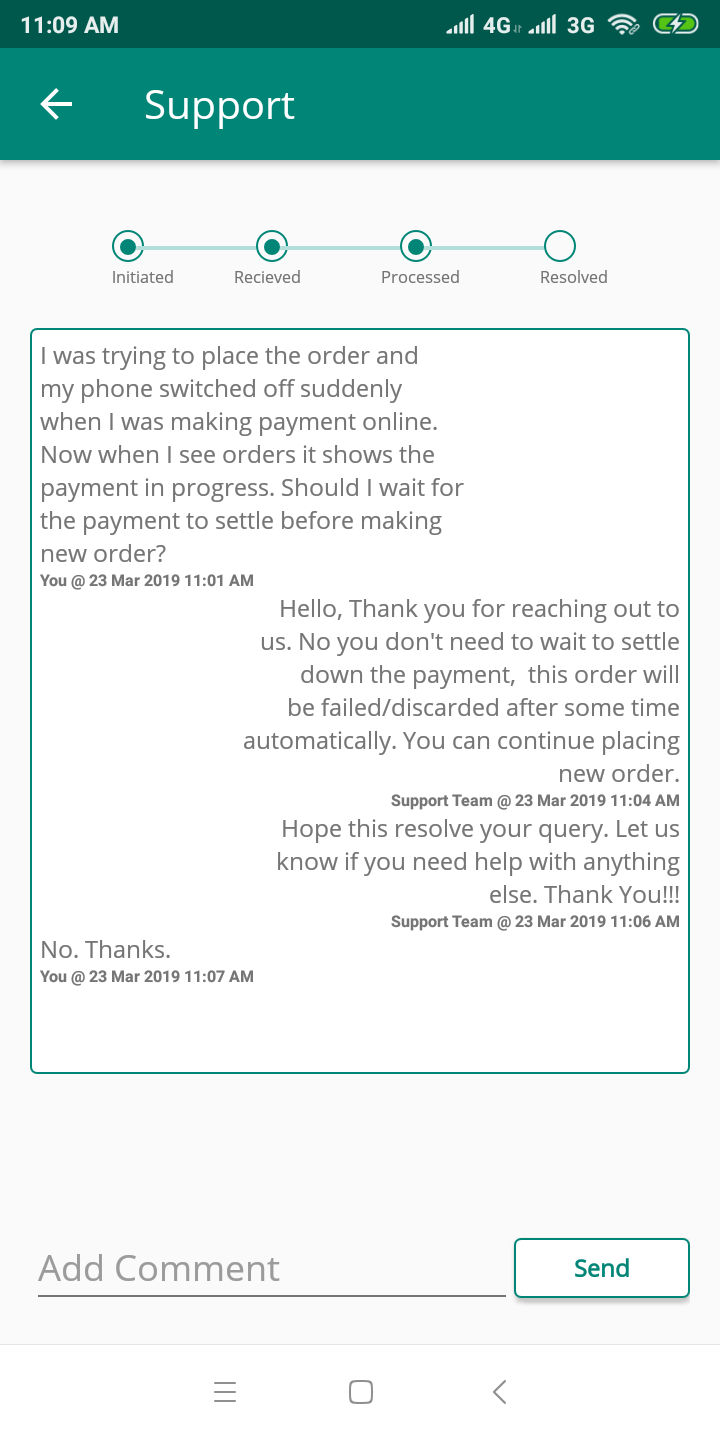 11:09 AM 4G 3G
Support
Initiated Recieved Processed Resolved
I was trying to place the order and
my phone switched off suddenly
when I was making payment online.
Now when I see orders it shows the
payment in progress. Should I wait for
the payment to settle before making
new order?
You @ 23 Mar 2019 11:01 AM
Hello, Thank you for reaching out to
us. No you don't need to wait to settle
down the payment,  this order will
be failed/discarded after some time
automatically. You can continue placing
new order.
Support Team @ 23 Mar 2019 11:04 AM
Hope this resolve your query. Let us
know if you need help with anything
else. Thank You!!!
Support Team @ 23 Mar 2019 11:06 AM
No. Thanks.
You @ 23 Mar 2019 11:07 AM
Add Comment Send